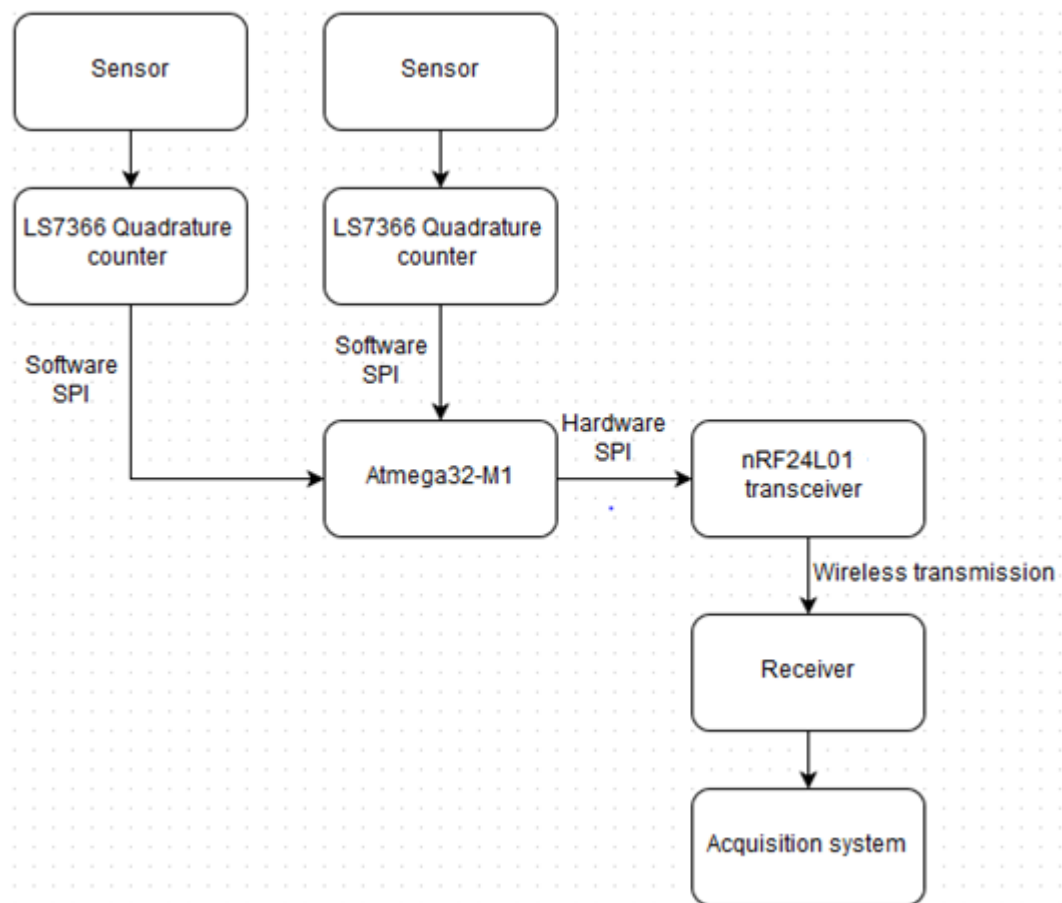 Sensor
Sensor
LS7366 Quadrature
counter
LS7366 Quadrature
counter
Software
SPI
Software
SPI
Atmega32-M1
Hardware
SPI
nRF24L01
transceiver
Wireless transmission
Receiver
Acquisition system